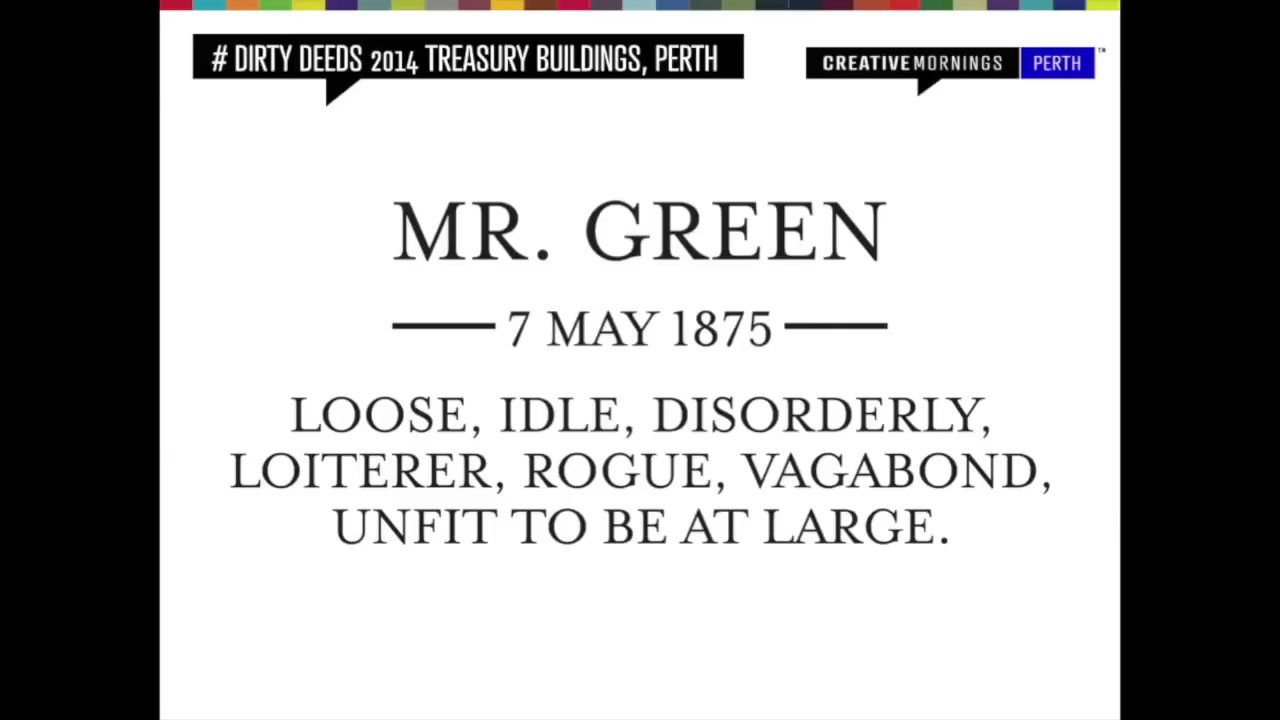 # DIRTY DEEDS 2014 TREASURY BUILDINGS, PERTH
CREATIVEMORNINGS PERTH ™
MR. GREEN
7 MAY 1875
LOOSE, IDLE, DISORDERLY,
LOITERER, ROGUE, VAGABOND,
UNFIT TO BE AT LARGE.